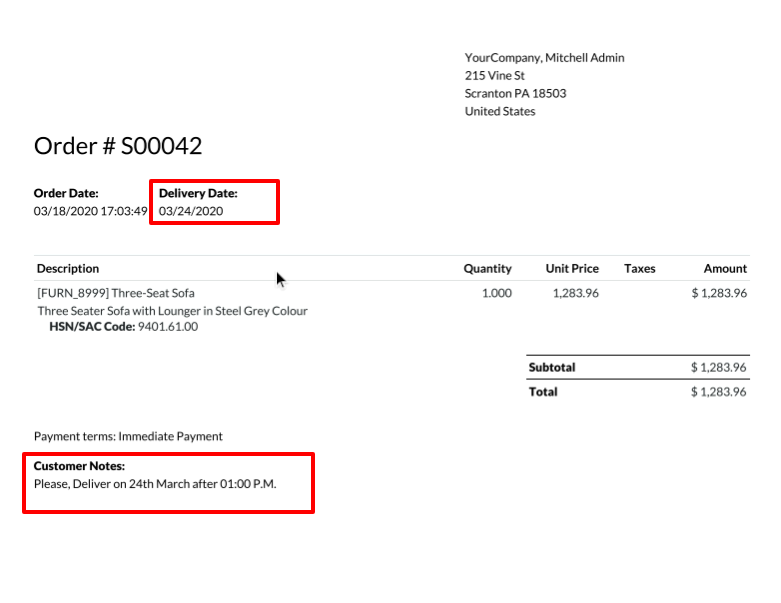 YourCompany, Mitchell Admin
215 Vine St
Scranton PA 18503
United States
Order # S00042
Order Date: Delivery Date:
03/18/2020 17:03:49 03/24/2020
Description Quantity Unit Price Taxes Amount
[FURN_8999] Three-Seat Sofa 1.000 1,283.96 $ 1,283.96
Three Seater Sofa with Lounger in Steel Grey Colour
HSN/SAC Code: 9401.61.00
Subtotal $ 1,283.96
Total $ 1,283.96
Payment terms: Immediate Payment
Customer Notes:
Please, Deliver on 24th March after 01:00 P.M.